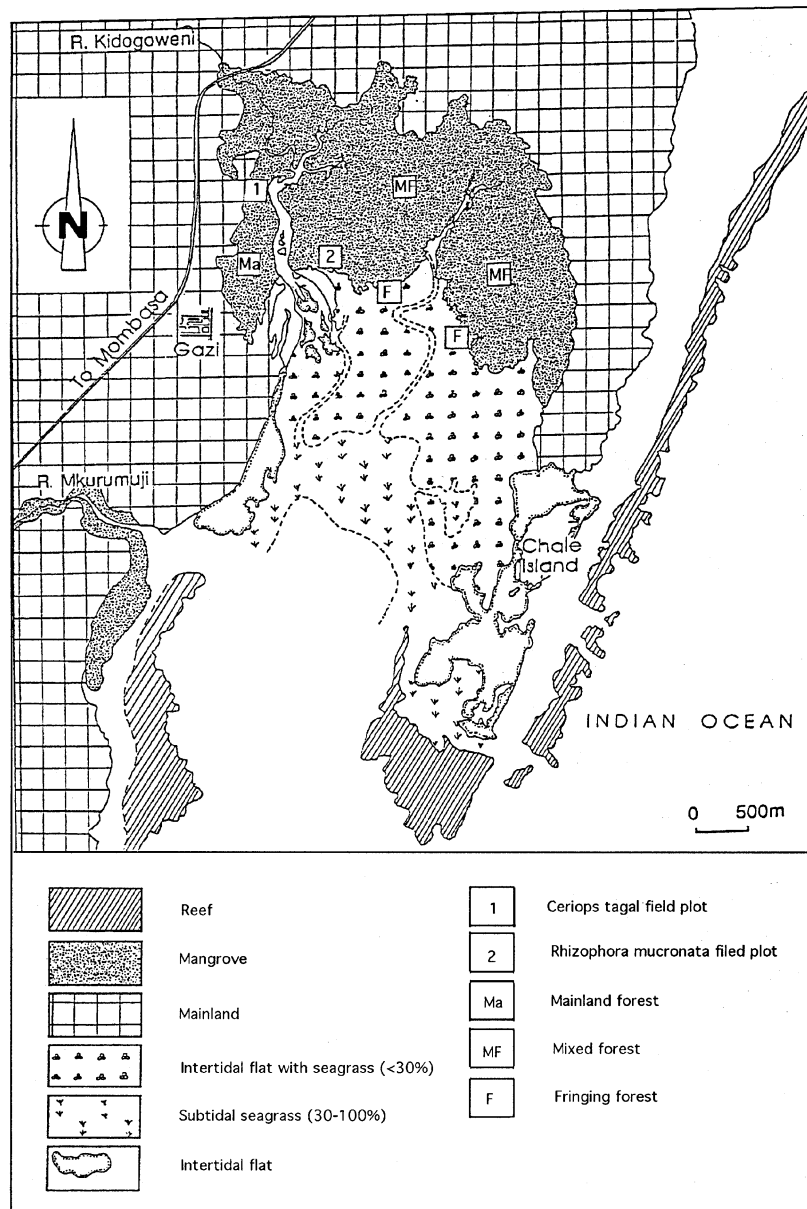 R. Kidogoweni
N
1
MF
Ma
2
F
MF
F
Gazi
To Mombasa
R. Mkurumuji
Chale
Island
INDIAN OCEAN
0 500m
Reef
Mangrove
Mainland
Intertidal flat with seagrass (<30%)
Subtidal seagrass (30-100%)
Intertidal flat
1 Ceriops tagal field plot
2 Rhizophora mucronata filed plot
Ma Mainland forest
MF Mixed forest
F Fringing forest